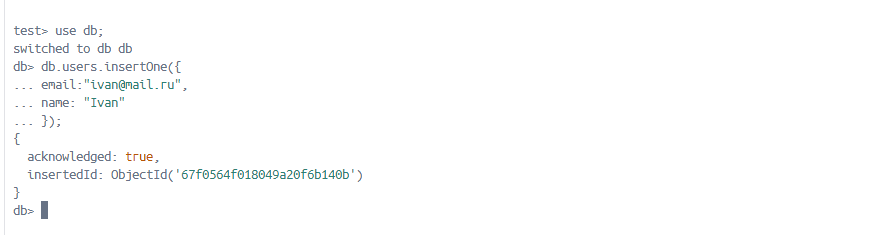 test> use db;
switched to db db
db> db.users.insertOne({
... email:"ivan@mail.ru",
... name: "Ivan"
... });
{
  acknowledged: true,
  insertedId: ObjectId('67f0564f018049a20f6b140b')
}
db>